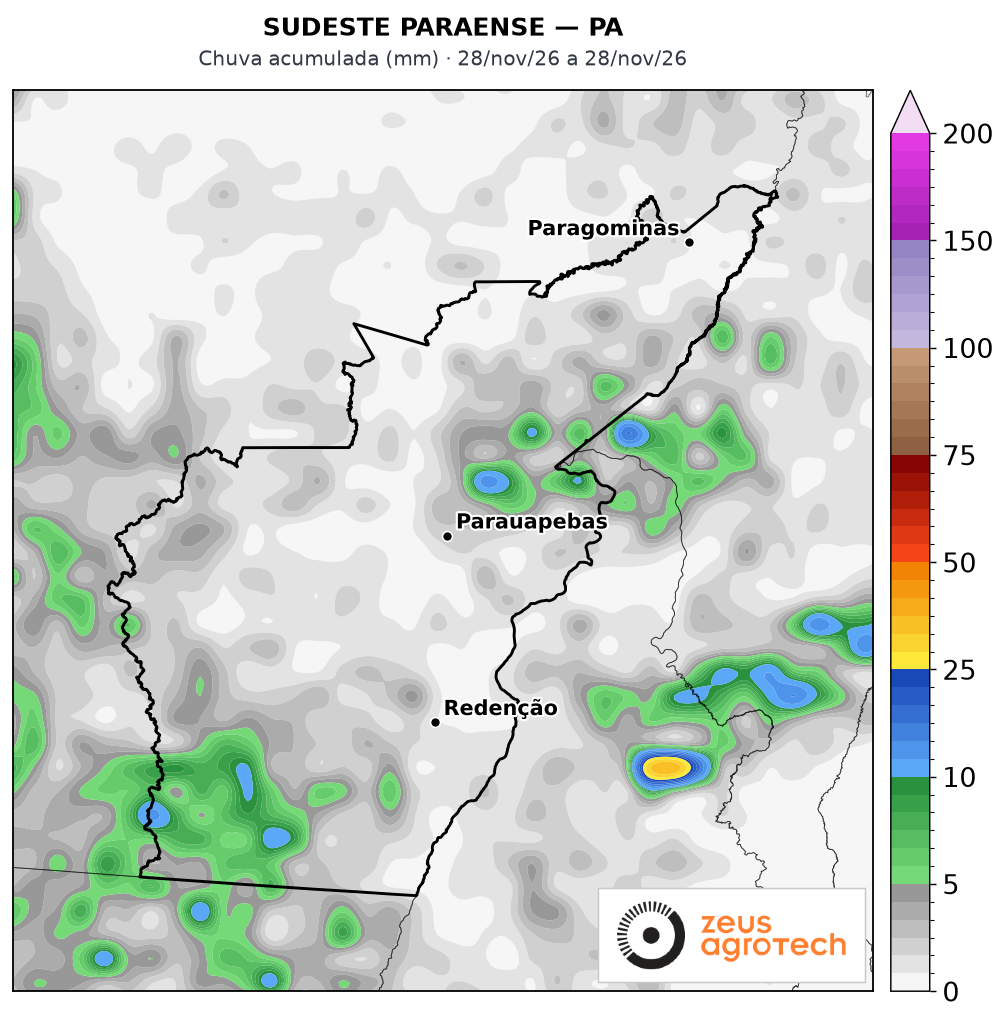 SUDESTE PARAENSE — PA
Chuva acumulada (mm) · 28/nov/26 a 28/nov/26
Paragominas
Parauapebas
Redenção
200
150
100
75
50
25
10
5
0
zeus
agrotech